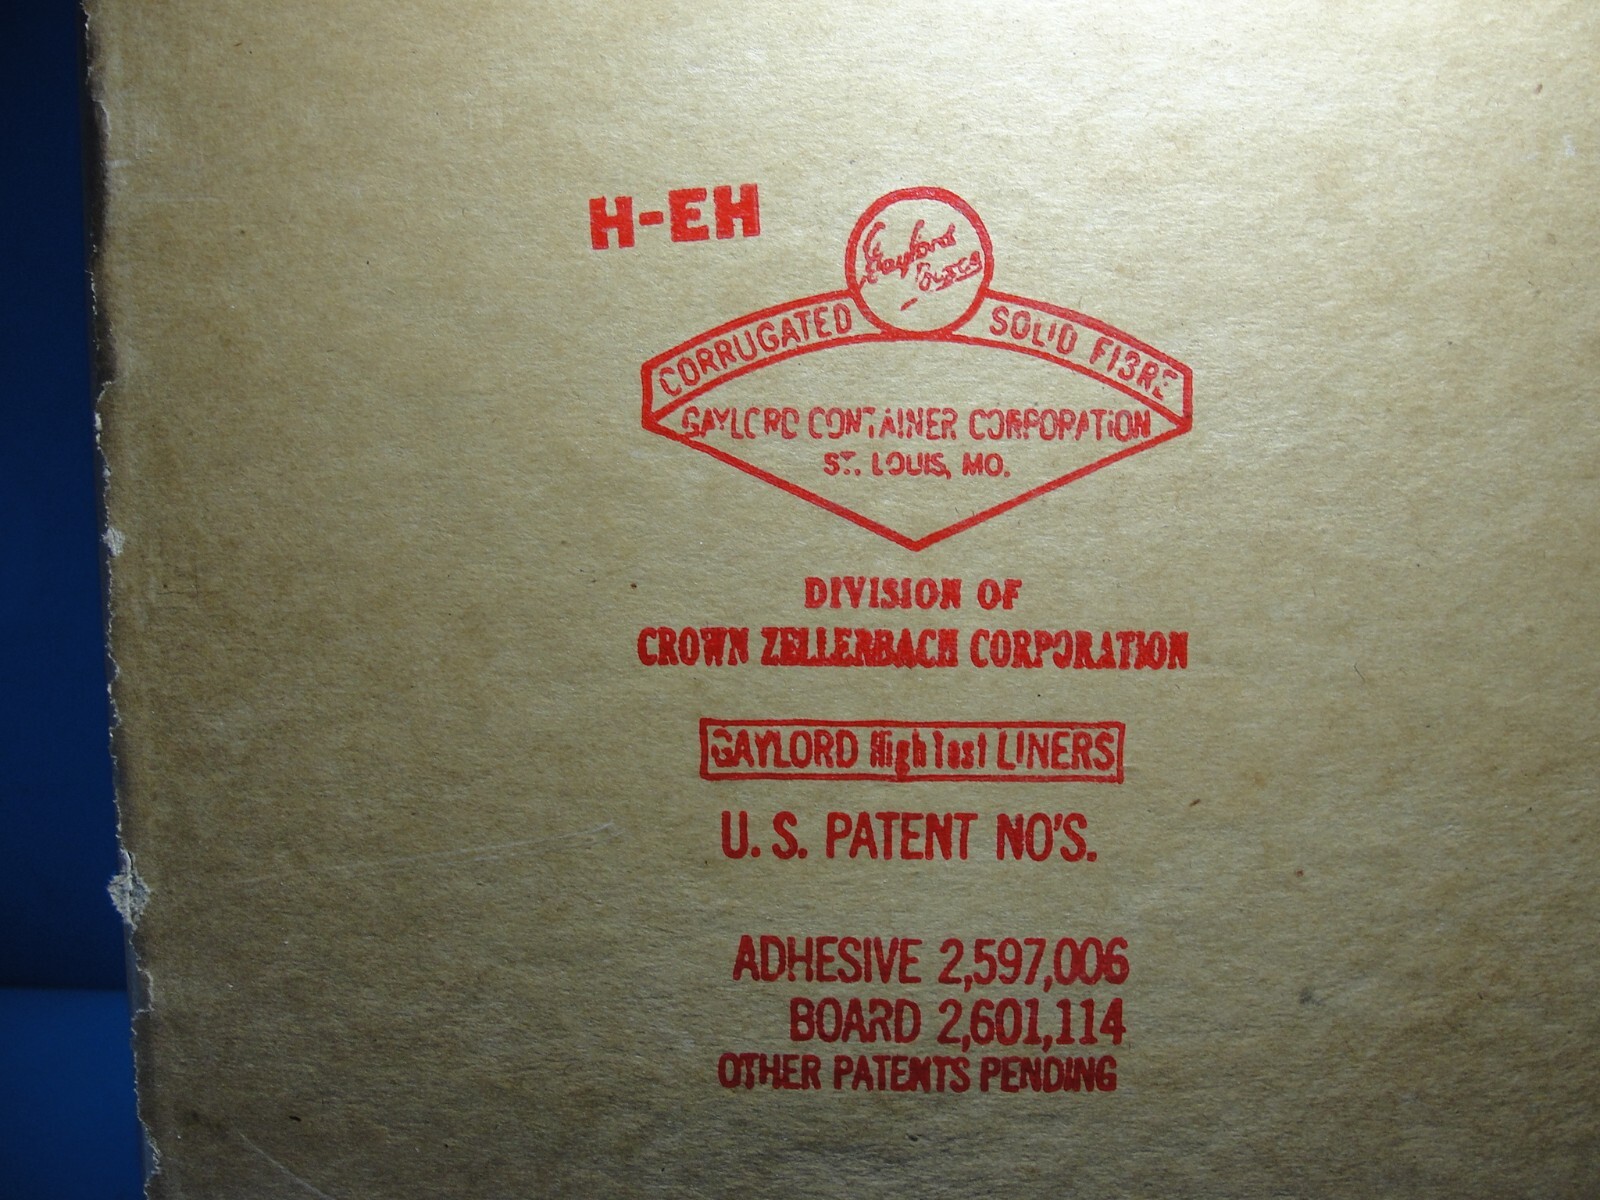 H-EH
Gaylord
CORRUGATED SOLID FIBRE
GAYLORD CONTAINER CORPORATION
ST. LOUIS, MO.
DIVISION OF
CROWN ZELLERBACH CORPORATION
GAYLORD High Test LINERS
U. S. PATENT NO'S.
ADHESIVE 2,597,006
BOARD 2,601,114
OTHER PATENTS PENDING